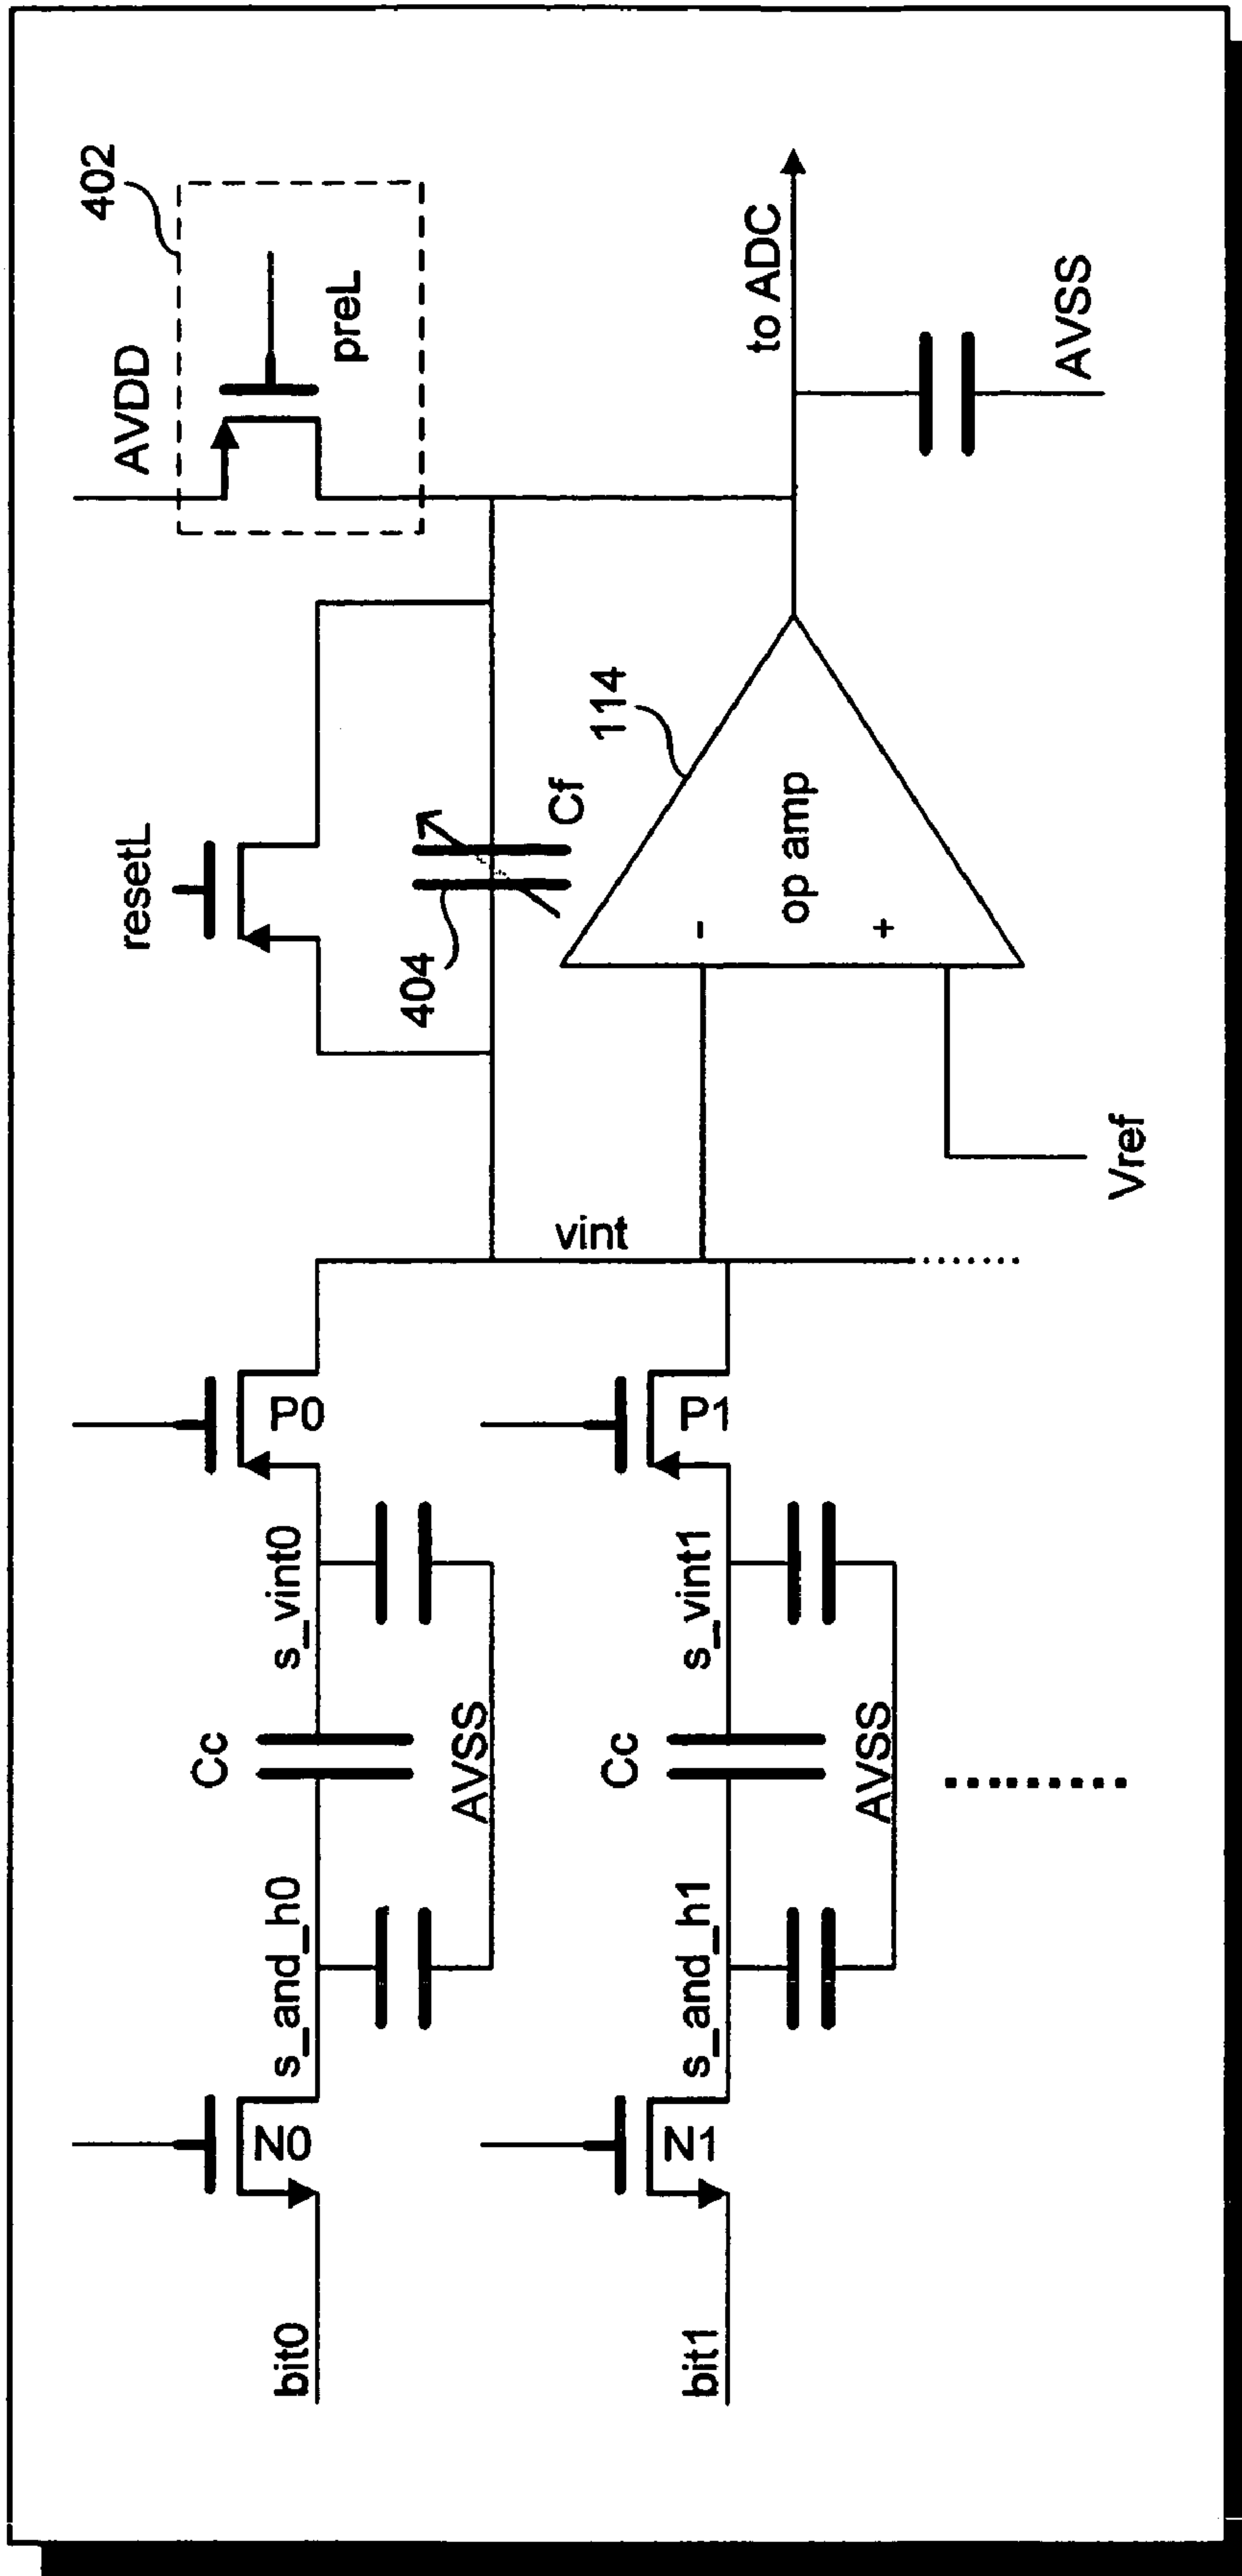 402
AVDD
preL
resetL
to ADC
AVSS
404
Cf
114
op amp
-
+
vint
Vref
P0
s_vint0
Cc
AVSS
s_and_h0
N0
bit0
P1
s_vint1
Cc
AVSS
s_and_h1
N1
bit1